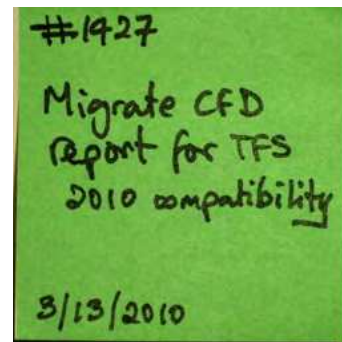 #1427
Migrate CFD
report for TFS
2010 compatibility
3/13/2010